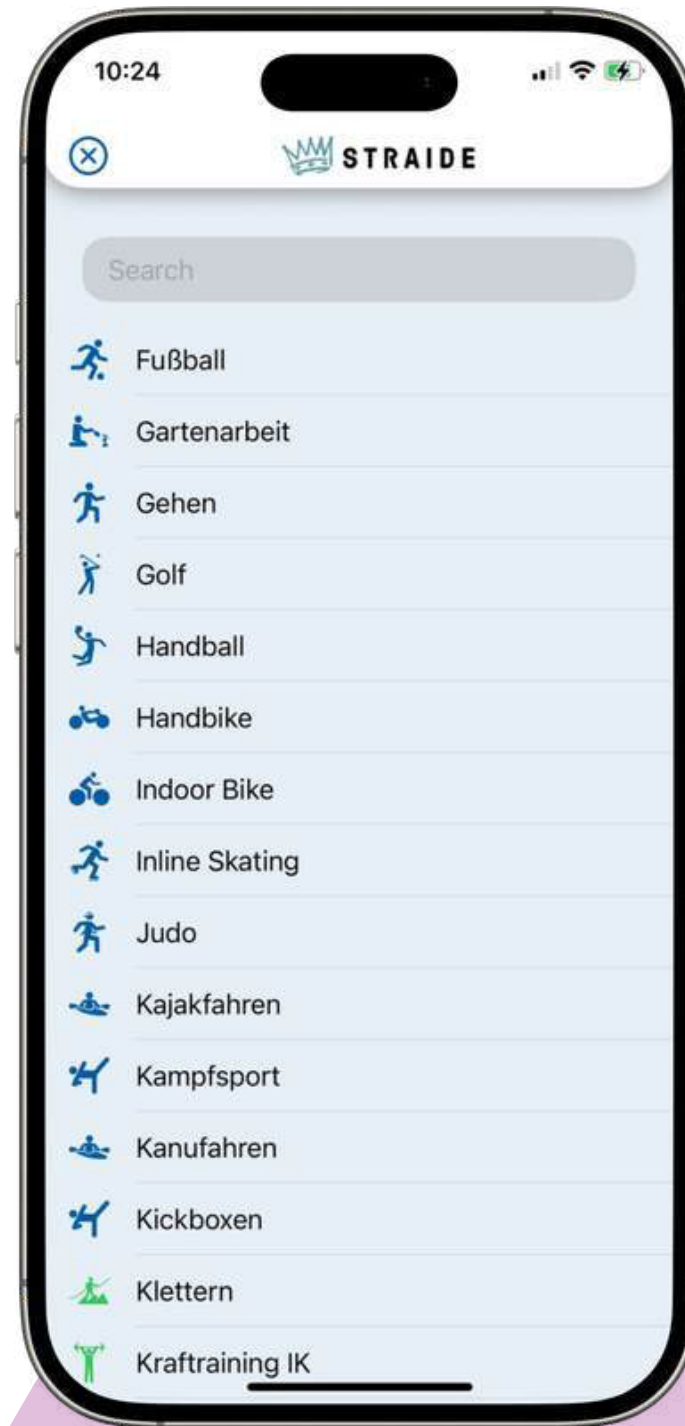 10:24
STRAIDE
Search
Fußball
Gartenarbeit
Gehen
Golf
Handball
Handbike
Indoor Bike
Inline Skating
Judo
Kajakfahren
Kampfsport
Kanufahren
Kickboxen
Klettern
Kraftraining IK